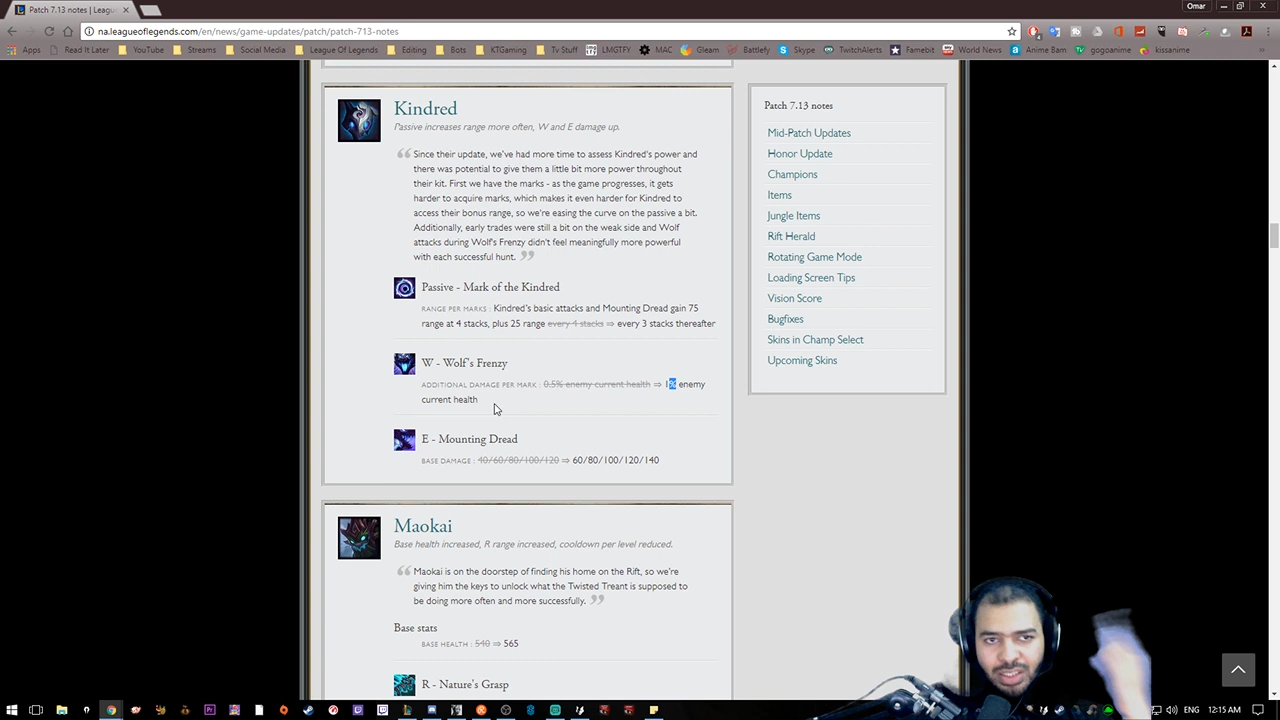 Patch 7.13 notes | Leagu
Omar
na.leagueoflegends.com/en/news/game-updates/patch/patch-713-notes
Apps Read It Later YouTube Streams Social Media League Of Legends Editing Bots KTGaming Tv Stuff LMGTFY MAC Gleam Battlefy Skype TwitchAlerts Famebit World News Anime Bam gogoanime kissanime
Kindred
Passive increases range more often, W and E damage up.
Since their update, we've had more time to assess Kindred's power and
there was potential to give them a little bit more power throughout
their kit. First we have the marks - as the game progresses, it gets
harder to acquire marks, which makes it even harder for Kindred to
access their bonus range, so we're easing the curve on the passive a bit.
Additionally, early trades were still a bit on the weak side and Wolf
attacks during Wolf's Frenzy didn't feel meaningfully more powerful
with each successful hunt.
Passive - Mark of the Kindred
RANGE PER MARKS : Kindred's basic attacks and Mounting Dread gain 75
range at 4 stacks, plus 25 range every 4 stacks ⇒ every 3 stacks thereafter
W - Wolf's Frenzy
ADDITIONAL DAMAGE PER MARK : 0.5% enemy current health ⇒ 1% enemy
current health
E - Mounting Dread
BASE DAMAGE : 40/60/80/100/120 ⇒ 60/80/100/120/140
Maokai
Base health increased, R range increased, cooldown per level reduced.
Maokai is on the doorstep of finding his home on the Rift, so we're
giving him the keys to unlock what the Twisted Treant is supposed to
be doing more often and more successfully.
Base stats
BASE HEALTH : 540 ⇒ 565
R - Nature's Grasp
Patch 7.13 notes
Mid-Patch Updates
Honor Update
Champions
Items
Jungle Items
Rift Herald
Rotating Game Mode
Loading Screen Tips
Vision Score
Bugfixes
Skins in Champ Select
Upcoming Skins
ENG 12:15 AM